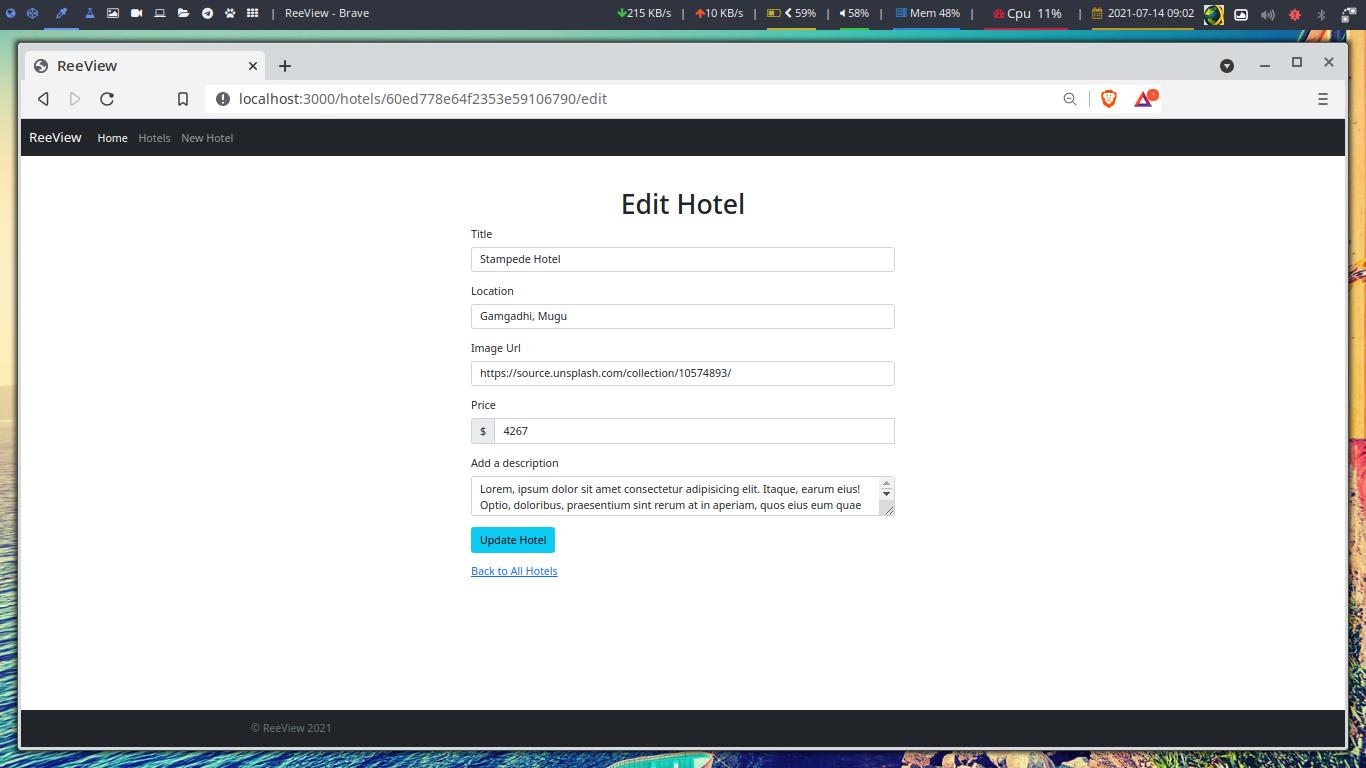 | ReeView - Brave 215 KB/s | 10 KB/s | 59% | 58% | Mem 48% | Cpu 11% | 2021-07-14 09:02
ReeView
localhost:3000/hotels/60ed778e64f2353e59106790/edit 1
ReeView Home Hotels New Hotel
Edit Hotel
Title
Stampede Hotel
Location
Gamgadhi, Mugu
Image Url
https://source.unsplash.com/collection/10574893/
Price
$ 4267
Add a description
Lorem, ipsum dolor sit amet consectetur adipisicing elit. Itaque, earum eius!
Optio, doloribus, praesentium sint rerum at in aperiam, quos eius eum quae
Update Hotel
Back to All Hotels
© ReeView 2021